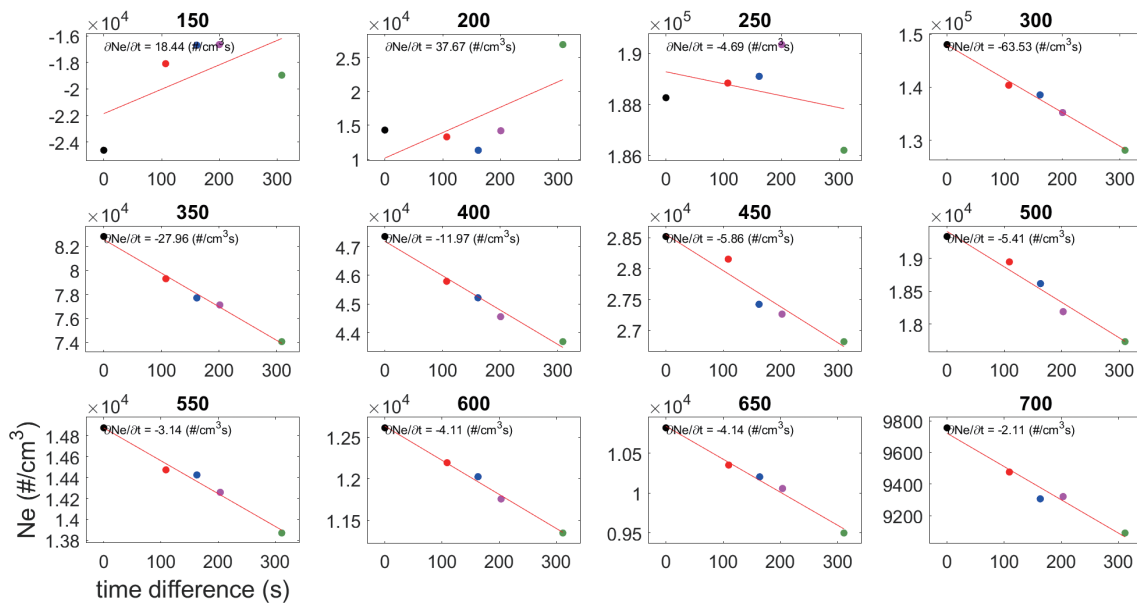 ×10⁴ 150
∂Ne/∂t = 18.44 (#/cm³s)
-1.6
-1.8
-2
-2.2
-2.4
0 100 200 300
×10⁴ 200
∂Ne/∂t = 37.67 (#/cm³s)
2.5
2
1.5
1
0 100 200 300
×10⁵ 250
∂Ne/∂t = -4.69 (#/cm³s)
1.9
1.88
1.86
0 100 200 300
×10⁵ 300
∂Ne/∂t = -63.53 (#/cm³s)
1.5
1.4
1.3
0 100 200 300
×10⁴ 350
∂Ne/∂t = -27.96 (#/cm³s)
8.2
8
7.8
7.6
7.4
0 100 200 300
×10⁴ 400
∂Ne/∂t = -11.97 (#/cm³s)
4.7
4.6
4.5
4.4
0 100 200 300
×10⁴ 450
∂Ne/∂t = -5.86 (#/cm³s)
2.85
2.8
2.75
2.7
0 100 200 300
×10⁴ 500
∂Ne/∂t = -5.41 (#/cm³s)
1.9
1.85
1.8
0 100 200 300
×10⁴ 550
∂Ne/∂t = -3.14 (#/cm³s)
1.48
1.46
1.44
1.42
1.4
1.38
0 100 200 300
×10⁴ 600
∂Ne/∂t = -4.11 (#/cm³s)
1.25
1.2
1.15
0 100 200 300
×10⁴ 650
∂Ne/∂t = -4.14 (#/cm³s)
1.05
1
0.95
0 100 200 300
700
∂Ne/∂t = -2.11 (#/cm³s)
9800
9600
9400
9200
0 100 200 300
Ne (#/cm³)
time difference (s)